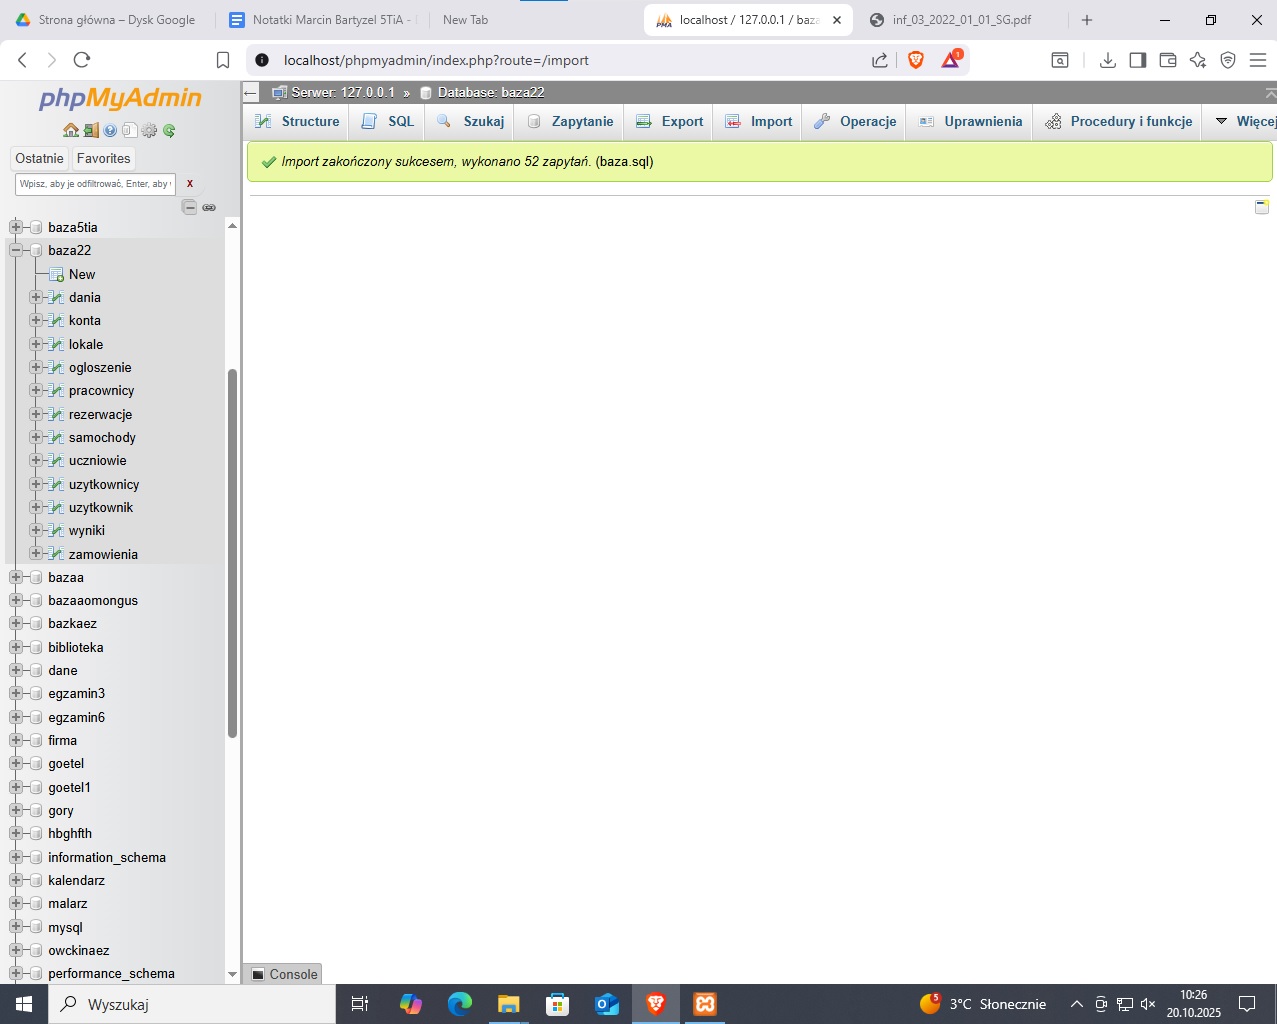 Strona główna – Dysk Google
Notatki Marcin Bartyzel 5TiA -
New Tab
localhost / 127.0.0.1 / baza
inf_03_2022_01_01_SG.pdf
localhost/phpmyadmin/index.php?route=/import
1
phpMyAdmin
Ostatnie
Favorites
Wpisz, aby je odfiltrować, Enter, aby
X
baza5tia
baza22
New
dania
konta
lokale
ogloszenie
pracownicy
rezerwacje
samochody
uczniowie
uzytkownicy
uzytkownik
wyniki
zamowienia
bazaa
bazaaomongus
bazkaez
biblioteka
dane
egzamin3
egzamin6
firma
goetel
goetel1
gory
hbghfth
information_schema
kalendarz
malarz
mysql
owckinaez
performance_schema
Serwer: 127.0.0.1 » Database: baza22
Structure
SQL
Szukaj
Zapytanie
Export
Import
Operacje
Uprawnienia
Procedury i funkcje
Więcej
Import zakończony sukcesem, wykonano 52 zapytań. (baza.sql)
Console
Wyszukaj
5
3°C Słonecznie
10:26
20.10.2025